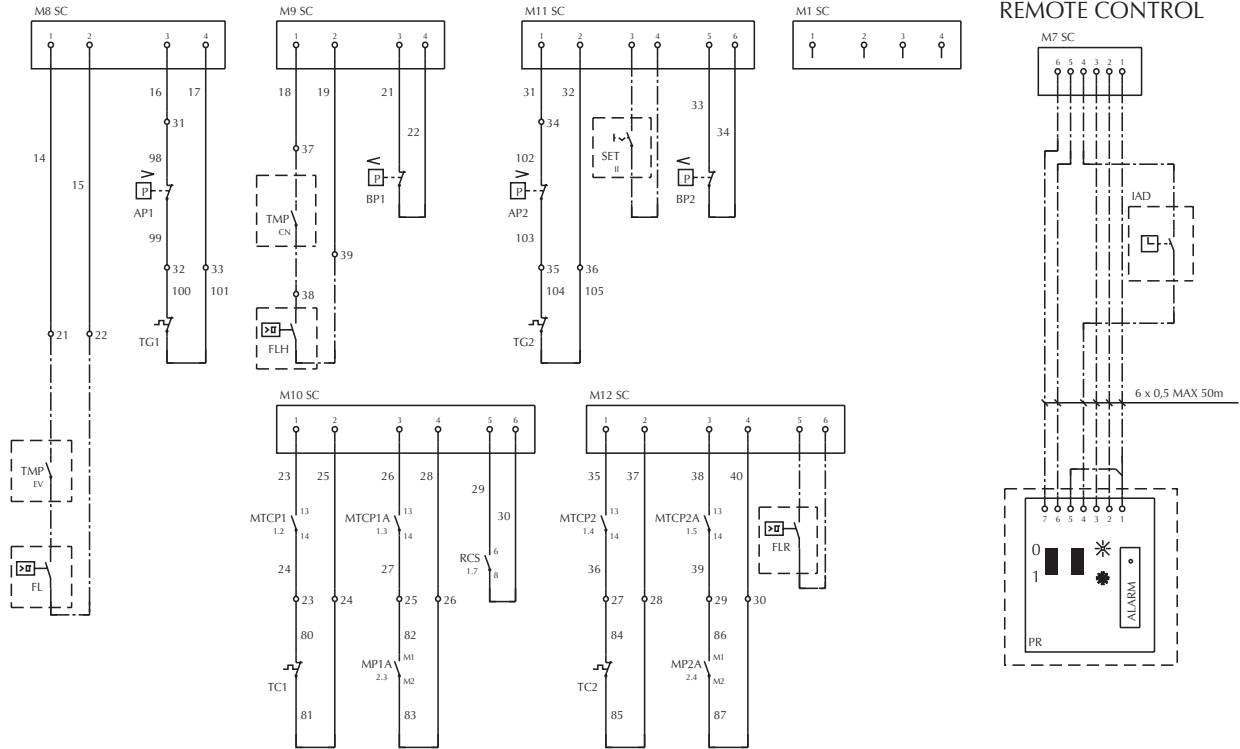 REMOTE CONTROL
M8 SC
1 2 3 4
14
15
16
17
31
98
P
AP1
99
32
33
100
101
TG1
21
22
TMP
EV
FL
M9 SC
1 2 3 4
18
19
21
22
37
TMP
CN
P
BP1
39
38
FLH
M11 SC
1 2 3 4 5 6
31
32
33
34
34
102
P
AP2
103
35
36
104
105
TG2
SET
II
P
BP2
M1 SC
1 2 3 4
M7 SC
6 5 4 3 2 1
IAD
6 x 0,5 MAX 50m
7 6 5 4 3 2 1
0
1
ALARM
PR
M10 SC
1 2 3 4 5 6
23
25
26
28
29
30
MTCP1
1.2
13
14
MTCP1A
1.3
13
14
RCS
1.7
6
8
24
27
23
24
25
26
80
82
TC1
MP1A
2.3
M1
M2
81
83
M12 SC
1 2 3 4 5 6
35
37
38
40
MTCP2
1.4
13
14
MTCP2A
1.5
13
14
FLR
36
39
27
28
29
30
84
86
TC2
MP2A
2.4
M1
M2
85
87